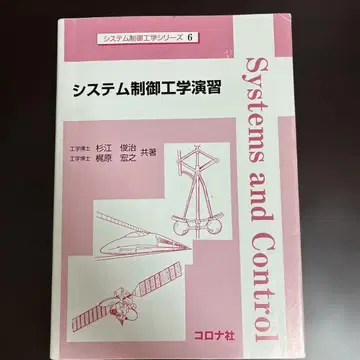 システム制御工学シリーズ 6
システム制御工学演習
工学博士 杉江 俊治
工学博士 梶原 宏之
共著
Systems and Control
コロナ社